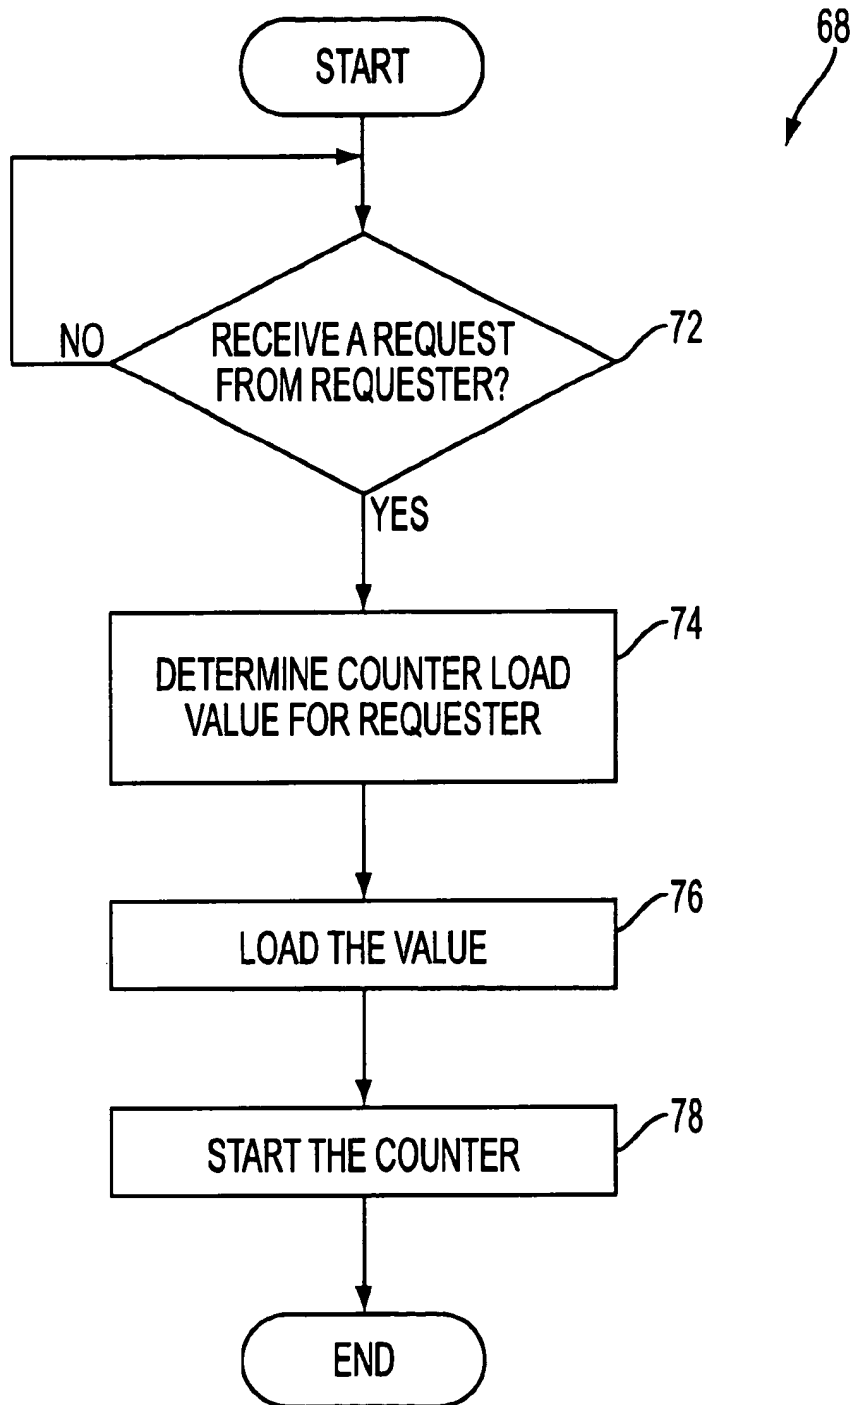 68
START
NO
RECEIVE A REQUEST
FROM REQUESTER?
72
YES
74
DETERMINE COUNTER LOAD
VALUE FOR REQUESTER
76
LOAD THE VALUE
78
START THE COUNTER
END